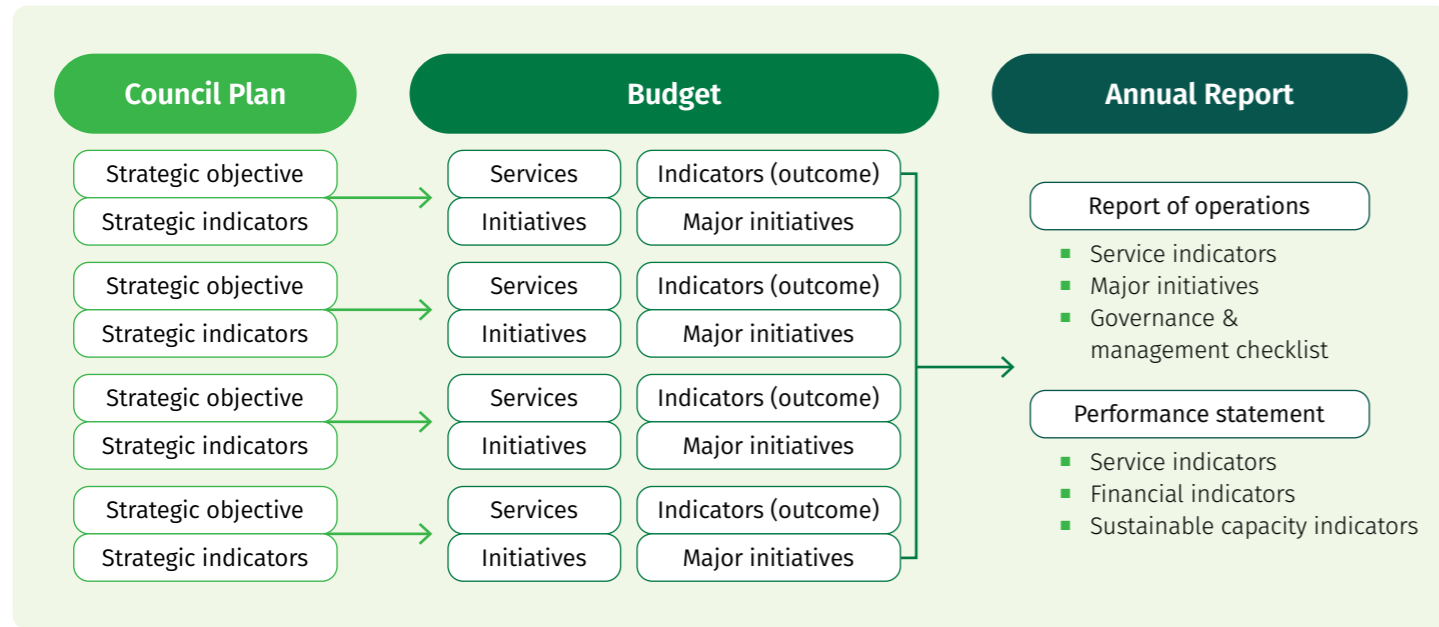 Council Plan
Strategic objective
Strategic indicators
Strategic objective
Strategic indicators
Strategic objective
Strategic indicators
Strategic objective
Strategic indicators
Budget
Services
Indicators (outcome)
Initiatives
Major initiatives
Services
Indicators (outcome)
Initiatives
Major initiatives
Services
Indicators (outcome)
Initiatives
Major initiatives
Services
Indicators (outcome)
Initiatives
Major initiatives
Annual Report
Report of operations
Service indicators
Major initiatives
Governance &
management checklist
Performance statement
Service indicators
Financial indicators
Sustainable capacity indicators